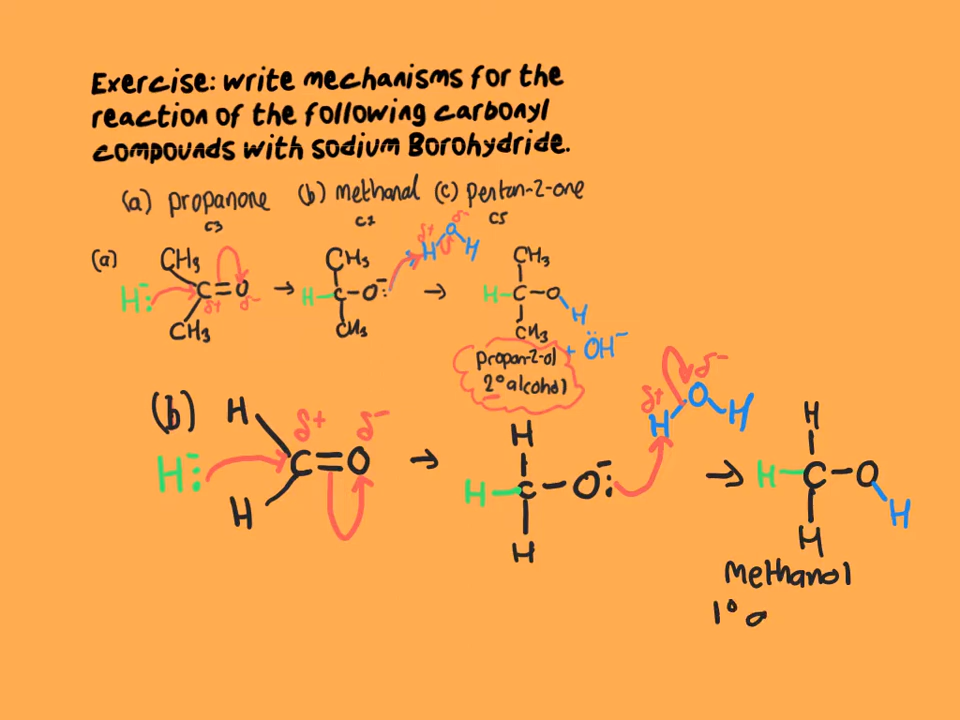 Exercise: write mechanisms for the
reaction of the following carbonyl
compounds with sodium Borohydride.
(a) propanone (b) methanal (c) pentan-2-one
C3 C1 C5
(a) H:⁻ CH3 C=O CH3 δ+ δ- → CH3 H-C-O:⁻ CH3 δ+ δ- H O H → CH3 H-C-O H CH3
propan-2-ol + :OH⁻
2° alcohol
(b) H:⁻ H H C=O δ+ δ- → H H-C-O:⁻ H δ+ δ- H O H → H H-C-O H H
Methanol
1° a